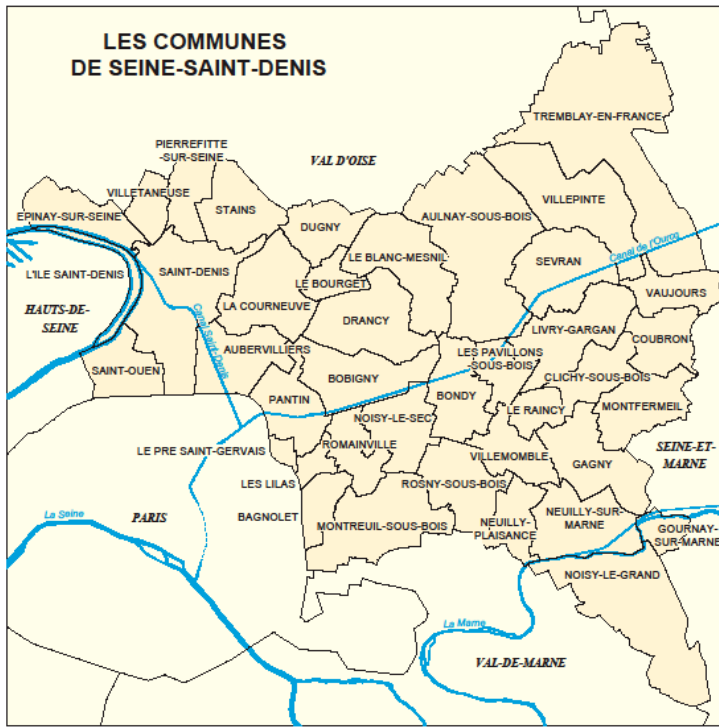 LES COMMUNES
DE SEINE-SAINT-DENIS
TREMBLAY-EN-FRANCE
PIERREFITTE
-SUR-SEINE
VAL D'OISE
VILLETANEUSE
VILLEPINTE
STAINS
EPINAY-SUR-SEINE
AULNAY-SOUS-BOIS
DUGNY
Canal de l'Ourcq
LE BLANC-MESNIL
SEVRAN
L'ILE SAINT-DENIS
SAINT-DENIS
LE BOURGET
VAUJOURS
HAUTS-DE-
SEINE
LA COURNEUVE
Canal Saint-Denis
DRANCY
LIVRY-GARGAN
COUBRON
AUBERVILLIERS
LES PAVILLONS
-SOUS-BOIS
SAINT-OUEN
BOBIGNY
CLICHY-SOUS-BOIS
PANTIN
BONDY
LE RAINCY
MONTFERMEIL
NOISY-LE-SEC
ROMAINVILLE
LE PRE SAINT-GERVAIS
VILLEMOMBLE
GAGNY
SEINE-ET-
MARNE
LES LILAS
ROSNY-SOUS-BOIS
La Seine
PARIS
BAGNOLET
MONTREUIL-SOUS-BOIS
NEUILLY-
PLAISANCE
NEUILLY-SUR-
MARNE
GOURNAY-
SUR-MARNE
NOISY-LE-GRAND
La Marne
VAL-DE-MARNE